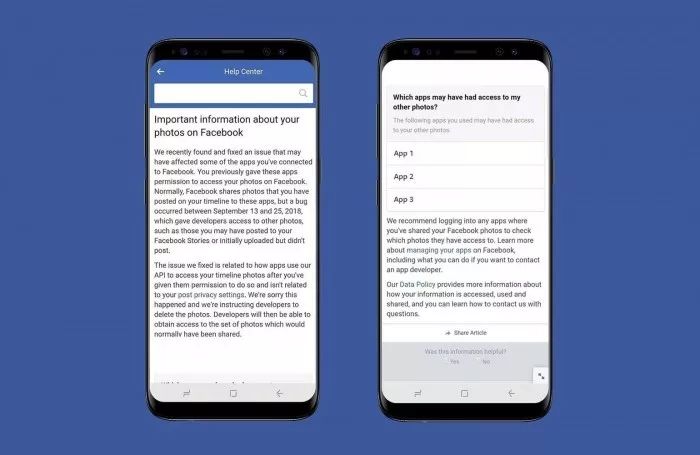 Help Center
Important information about your
photos on Facebook
We recently found and fixed an issue that may
have affected some of the apps you've connected
to Facebook. You previously gave these apps
permission to access your photos on Facebook.
Normally, Facebook shares photos that you have
posted on your timeline to these apps, but a bug
occurred between September 13 and 25, 2018,
which gave developers access to other photos,
such as those you may have posted to your
Facebook Stories or initially uploaded but didn't
post.
The issue we fixed is related to how apps use our
API to access your timeline photos after you've
given them permission to do so and isn't related
to your post privacy settings. We're sorry this
happened and we're instructing developers to
delete the photos. Developers will then be able to
obtain access to the set of photos which would
normally have been shared.
Which apps may have had access to my
other photos?
The following apps you used may have had access
to your other photos.
App 1
App 2
App 3
We recommend logging into any apps where
you've shared your Facebook photos to check
which photos they have access to. Learn more
about managing your apps on Facebook,
including what you can do if you want to contact
an app developer.
Our Data Policy provides more information about
how your information is accessed, used and
shared, and you can learn how to contact us with
questions.
Share Article
Was this information helpful?
Yes No